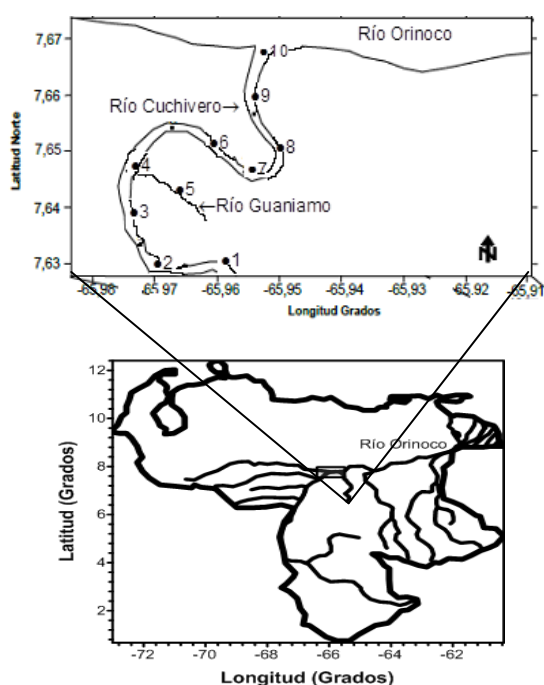 Río Orinoco
7,67
10
7,66
9
Río Cuchivero→
Latitud Norte
6
8
7,65
4
7
5
←Río Guaniamo
7,64
3
N
7,63
2
1
-65,98 -65,97 -65,96 -65,95 -65,94 -65,93 -65,92 -65,91
Longitud Grados
12
10
Río Orinoco
8
Latitud (Grados)
6
4
2
-72 -70 -68 -66 -64 -62
Longitud (Grados)